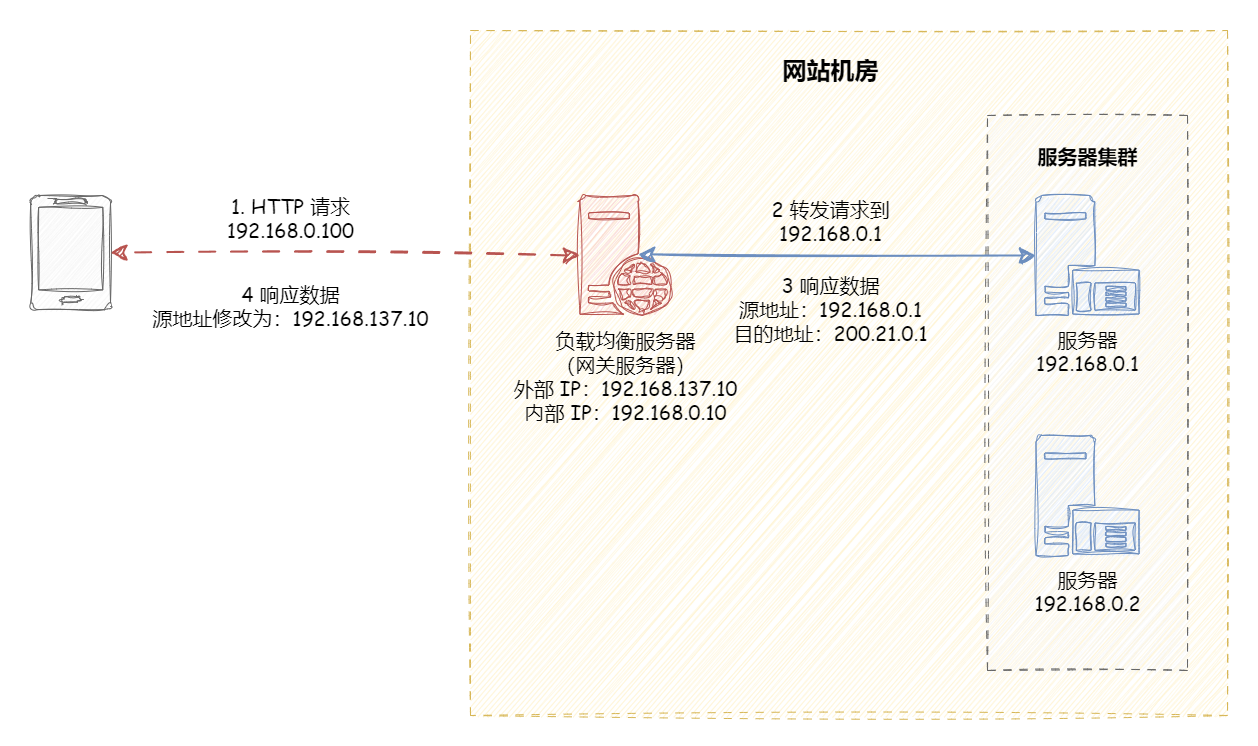 网站机房
服务器集群
1. HTTP 请求
192.168.0.100
4 响应数据
源地址修改为：192.168.137.10
负载均衡服务器
（网关服务器）
外部 IP：192.168.137.10
内部 IP：192.168.0.10
2 转发请求到
192.168.0.1
3 响应数据
源地址：192.168.0.1
目的地址：200.21.0.1
服务器
192.168.0.1
服务器
192.168.0.2